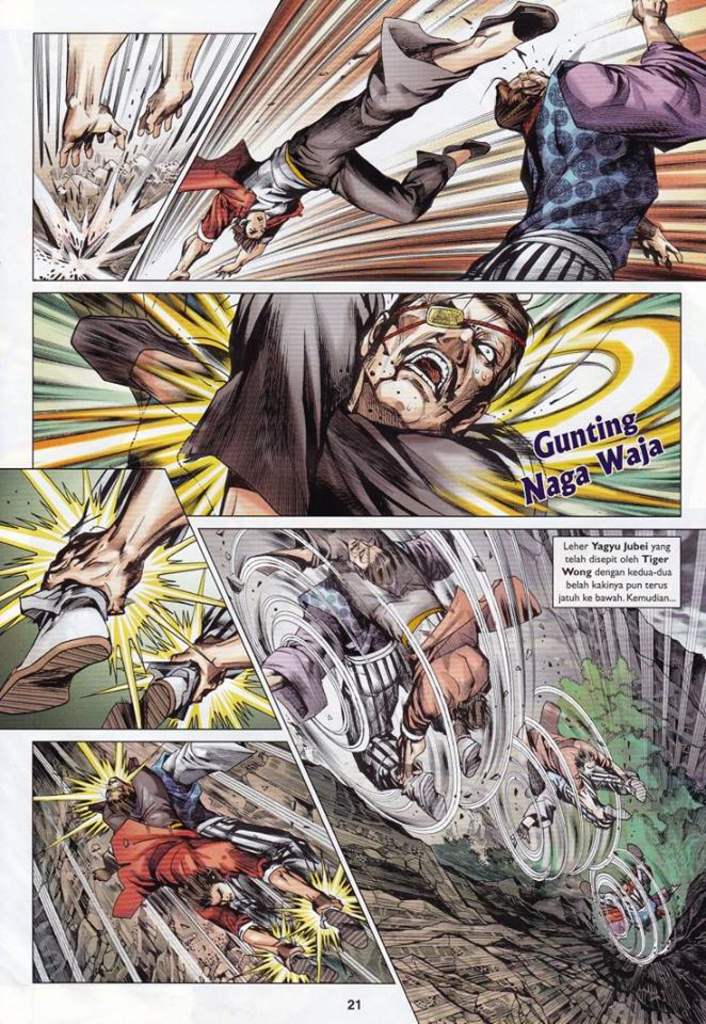 Gunting
Naga Waja
Leher Yagyu Jubei yang
telah disepit oleh Tiger
Wong dengan kedua-dua
belah kakinya pun terus
jatuh ke bawah. Kemudian...
21